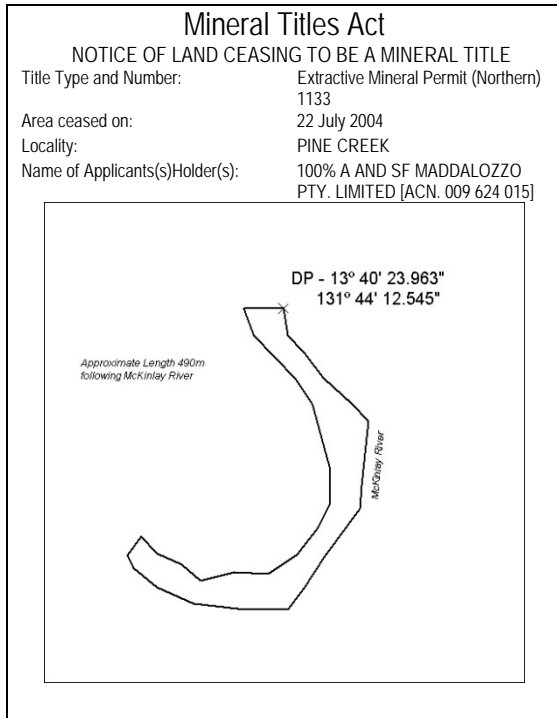 Mineral Titles Act
NOTICE OF LAND CEASING TO BE A MINERAL TITLE
Title Type and Number: Extractive Mineral Permit (Northern)
1133
Area ceased on: 22 July 2004
Locality: PINE CREEK
Name of Applicants(s)Holder(s): 100% A AND SF MADDALOZZO
PTY. LIMITED [ACN. 009 624 015]
DP - 13º 40' 23.963"
131º 44' 12.545"
Approximate Length 490m
following McKinlay River
McKinlay River